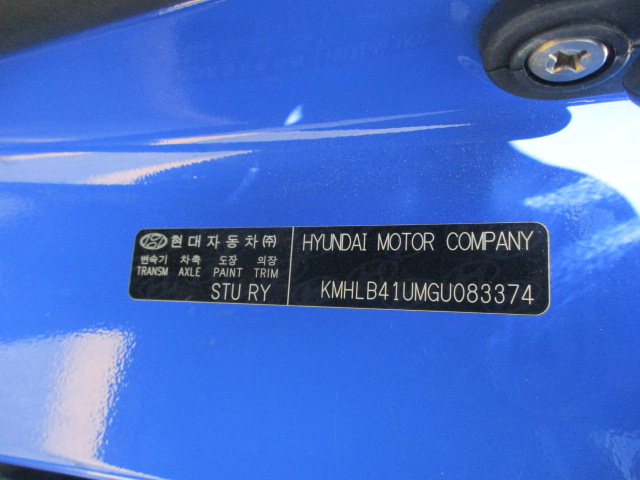 현대자동차㈜
변속기 차축 도장 의장
TRANSM AXLE PAINT TRIM
STU RY
HYUNDAI MOTOR COMPANY
KMHLB41UMGU083374